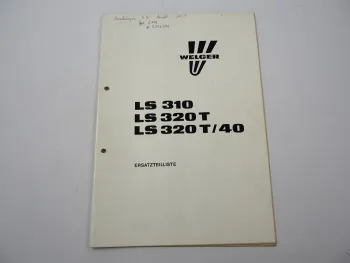 WELGER
LS 310
LS 320 T
LS 320 T/40
ERSATZTEILLISTE